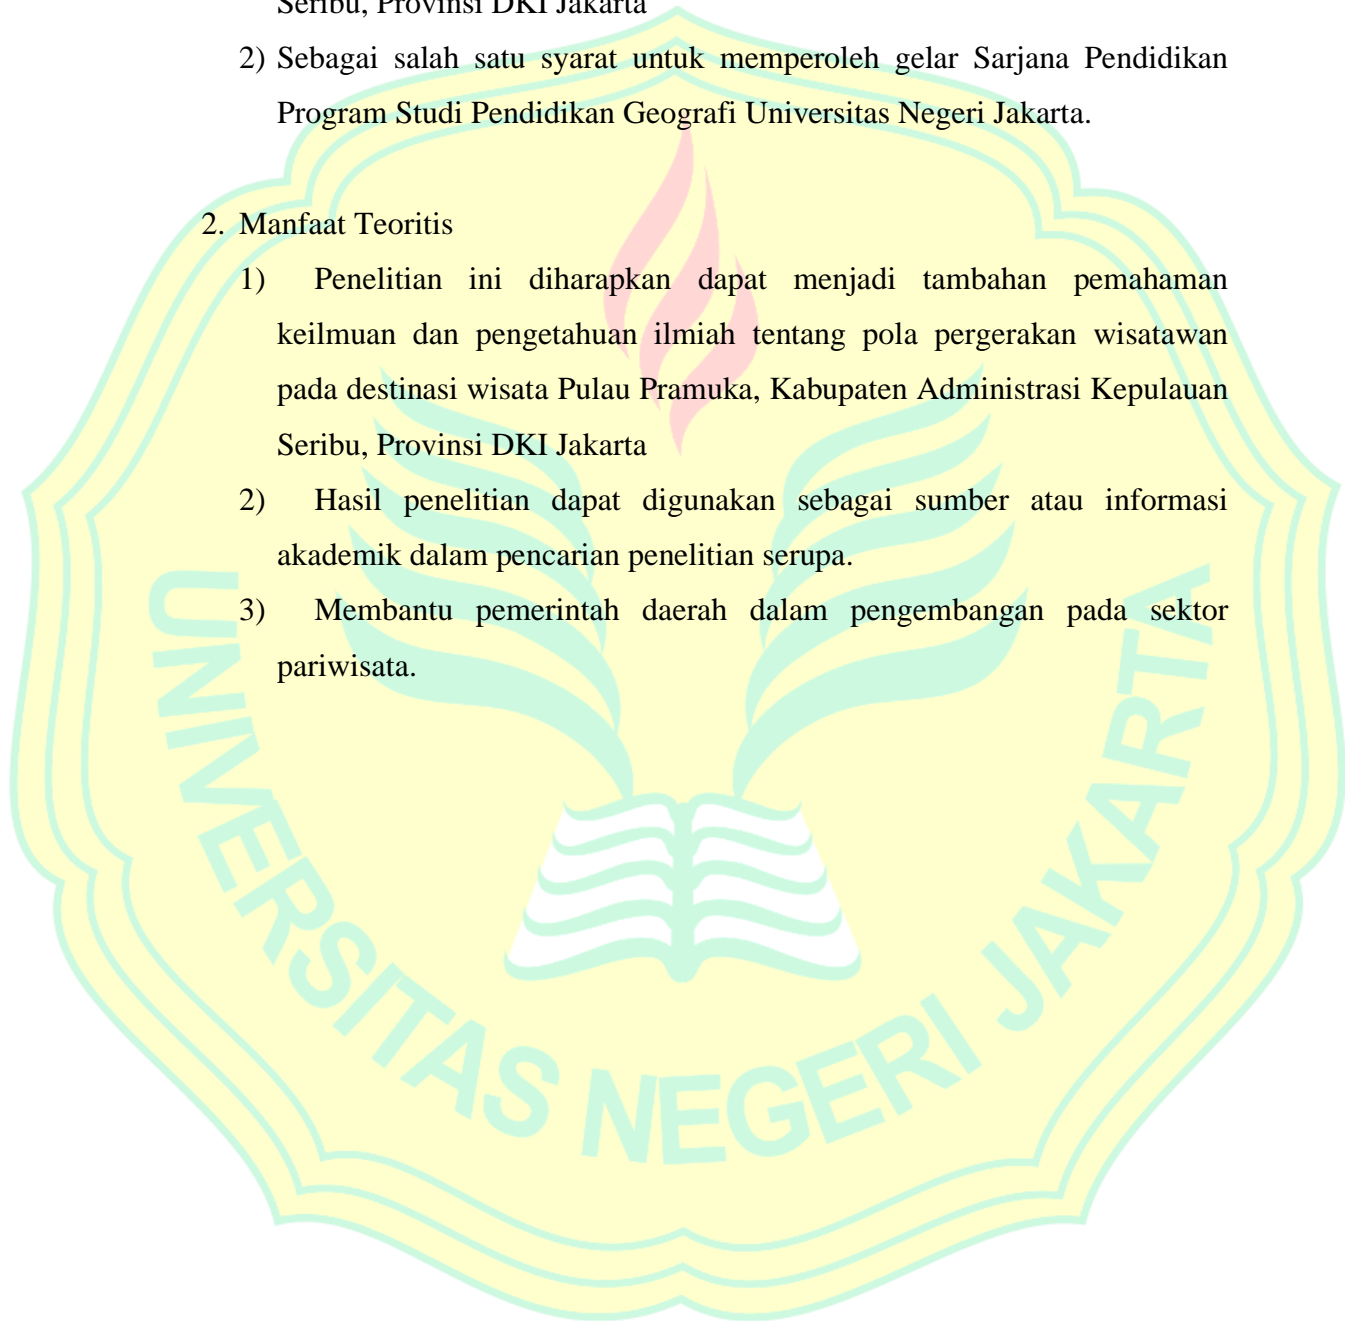 Seribu, Provinsi DKI Jakarta
2) Sebagai salah satu syarat untuk memperoleh gelar Sarjana Pendidikan
Program Studi Pendidikan Geografi Universitas Negeri Jakarta.
2. Manfaat Teoritis
1) Penelitian ini diharapkan dapat menjadi tambahan pemahaman
keilmuan dan pengetahuan ilmiah tentang pola pergerakan wisatawan
pada destinasi wisata Pulau Pramuka, Kabupaten Administrasi Kepulauan
Seribu, Provinsi DKI Jakarta
2) Hasil penelitian dapat digunakan sebagai sumber atau informasi
akademik dalam pencarian penelitian serupa.
3) Membantu pemerintah daerah dalam pengembangan pada sektor
pariwisata.
UNIVERSITAS NEGERI JAKARTA